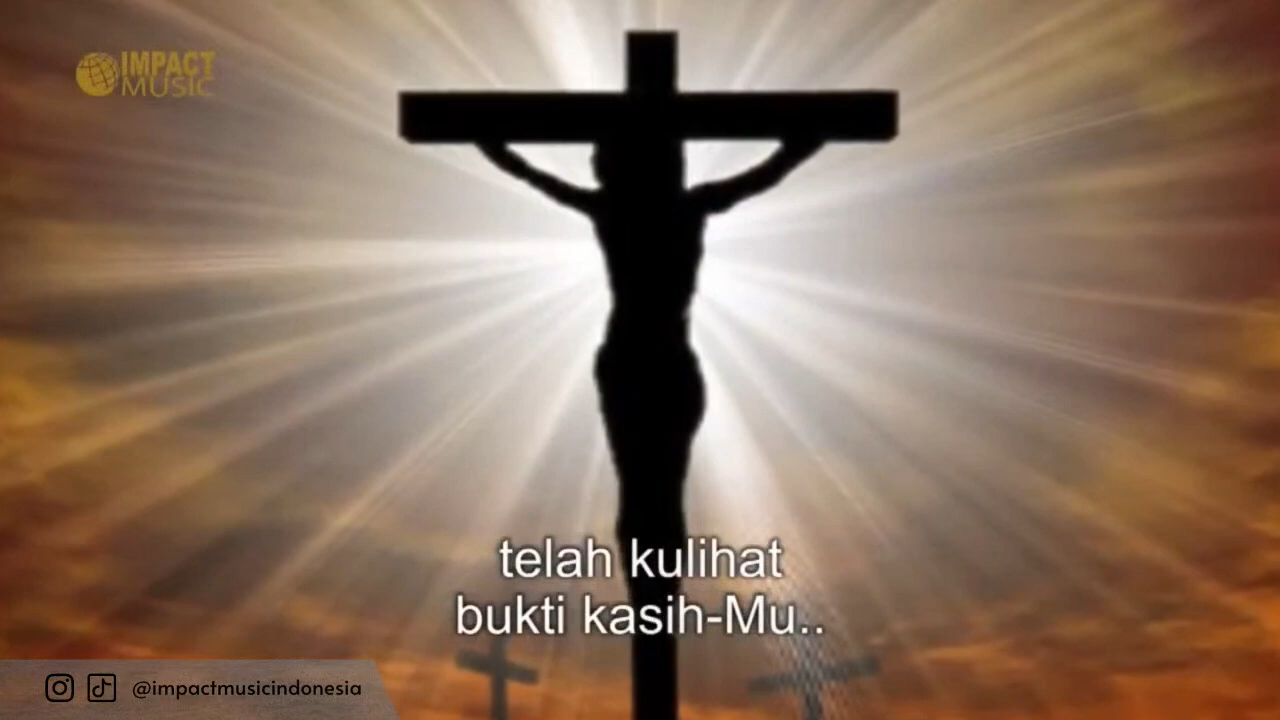 IMPACT
MUSIC
telah kulihat
bukti kasih-Mu..
@impactmusicindonesia